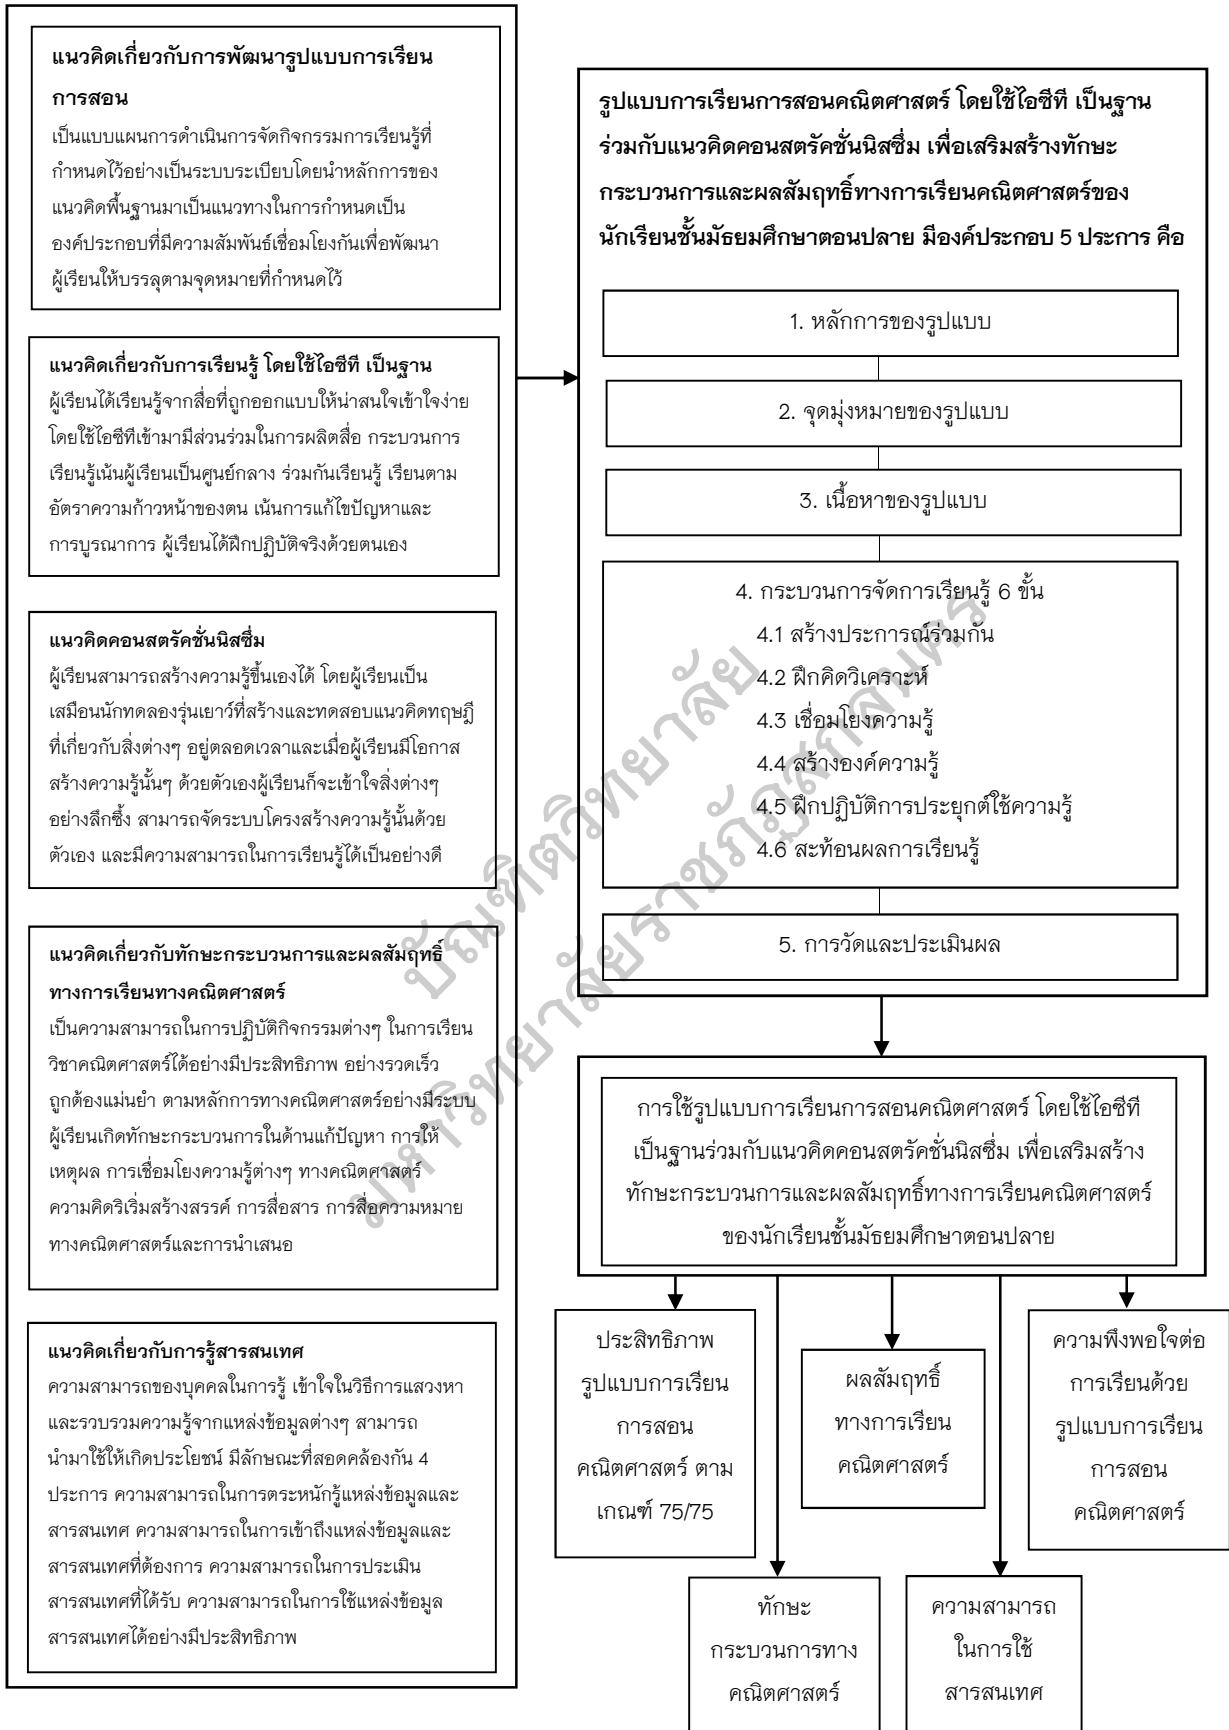 แนวคิดเกี่ยวกับการพัฒนารูปแบบการเรียน
การสอน
เป็นแบบแผนการดำเนินการจัดกิจกรรมการเรียนรู้ที่
กำหนดไว้อย่างเป็นระบบระเบียบโดยนำหลักการของ
แนวคิดพื้นฐานมาเป็นแนวทางในการกำหนดเป็น
องค์ประกอบที่มีความสัมพันธ์เชื่อมโยงกันเพื่อพัฒนา
ผู้เรียนให้บรรลุตามจุดหมายที่กำหนดไว้
แนวคิดเกี่ยวกับการเรียนรู้ โดยใช้ไอซีที เป็นฐาน
ผู้เรียนได้เรียนรู้จากสื่อที่ถูกออกแบบให้น่าสนใจเข้าใจง่าย
โดยใช้ไอซีทีเข้ามามีส่วนร่วมในการผลิตสื่อ กระบวนการ
เรียนรู้เน้นผู้เรียนเป็นศูนย์กลาง ร่วมกันเรียนรู้ เรียนตาม
อัตราความก้าวหน้าของตน เน้นการแก้ไขปัญหาและ
การบูรณาการ ผู้เรียนได้ฝึกปฏิบัติจริงด้วยตนเอง
แนวคิดคอนสตรัคชั่นนิสซึ่ม
ผู้เรียนสามารถสร้างความรู้ขึ้นเองได้ โดยผู้เรียนเป็น
เสมือนนักทดลองรุ่นเยาว์ที่สร้างและทดสอบแนวคิดทฤษฎี
ที่เกี่ยวกับสิ่งต่างๆ อยู่ตลอดเวลาและเมื่อผู้เรียนมีโอกาส
สร้างความรู้นั้นๆ ด้วยตัวเองผู้เรียนก็จะเข้าใจสิ่งต่างๆ
อย่างลึกซึ้ง สามารถจัดระบบโครงสร้างความรู้นั้นด้วย
ตัวเอง และมีความสามารถในการเรียนรู้ได้เป็นอย่างดี
แนวคิดเกี่ยวกับทักษะกระบวนการและผลสัมฤทธิ์
ทางการเรียนทางคณิตศาสตร์
เป็นความสามารถในการปฏิบัติกิจกรรมต่างๆ ในการเรียน
วิชาคณิตศาสตร์ได้อย่างมีประสิทธิภาพ อย่างรวดเร็ว
ถูกต้องแม่นยำ ตามหลักการทางคณิตศาสตร์อย่างมีระบบ
ผู้เรียนเกิดทักษะกระบวนการในด้านแก้ปัญหา การให้
เหตุผล การเชื่อมโยงความรู้ต่างๆ ทางคณิตศาสตร์
ความคิดริเริ่มสร้างสรรค์ การสื่อสาร การสื่อความหมาย
ทางคณิตศาสตร์และการนำเสนอ
แนวคิดเกี่ยวกับการรู้สารสนเทศ
ความสามารถของบุคคลในการรู้ เข้าใจในวิธีการแสวงหา
และรวบรวมความรู้จากแหล่งข้อมูลต่างๆ สามารถ
นำมาใช้ให้เกิดประโยชน์ มีลักษณะที่สอดคล้องกัน 4
ประการ ความสามารถในการตระหนักรู้แหล่งข้อมูลและ
สารสนเทศ ความสามารถในการเข้าถึงแหล่งข้อมูลและ
สารสนเทศที่ต้องการ ความสามารถในการประเมิน
สารสนเทศที่ได้รับ ความสามารถในการใช้แหล่งข้อมูล
สารสนเทศได้อย่างมีประสิทธิภาพ
รูปแบบการเรียนการสอนคณิตศาสตร์ โดยใช้ไอซีที เป็นฐาน
ร่วมกับแนวคิดคอนสตรัคชั่นนิสซึ่ม เพื่อเสริมสร้างทักษะ
กระบวนการและผลสัมฤทธิ์ทางการเรียนคณิตศาสตร์ของ
นักเรียนชั้นมัธยมศึกษาตอนปลาย มีองค์ประกอบ 5 ประการ คือ
1. หลักการของรูปแบบ
2. จุดมุ่งหมายของรูปแบบ
3. เนื้อหาของรูปแบบ
4. กระบวนการจัดการเรียนรู้ 6 ขั้น
4.1 สร้างประการณ์ร่วมกัน
4.2 ฝึกคิดวิเคราะห์
4.3 เชื่อมโยงความรู้
4.4 สร้างองค์ความรู้
4.5 ฝึกปฏิบัติการประยุกต์ใช้ความรู้
4.6 สะท้อนผลการเรียนรู้
5. การวัดและประเมินผล
การใช้รูปแบบการเรียนการสอนคณิตศาสตร์ โดยใช้ไอซีที
เป็นฐานร่วมกับแนวคิดคอนสตรัคชั่นนิสซึ่ม เพื่อเสริมสร้าง
ทักษะกระบวนการและผลสัมฤทธิ์ทางการเรียนคณิตศาสตร์
ของนักเรียนชั้นมัธยมศึกษาตอนปลาย
ประสิทธิภาพ
รูปแบบการเรียน
การสอน
คณิตศาสตร์ ตาม
เกณฑ์ 75/75
ทักษะ
กระบวนการทาง
คณิตศาสตร์
ผลสัมฤทธิ์
ทางการเรียน
คณิตศาสตร์
ความสามารถ
ในการใช้
สารสนเทศ
ความพึงพอใจต่อ
การเรียนด้วย
รูปแบบการเรียน
การสอน
คณิตศาสตร์
บัณฑิตวิทยาลัย
มหาวิทยาลัยราชภัฏสกลนคร